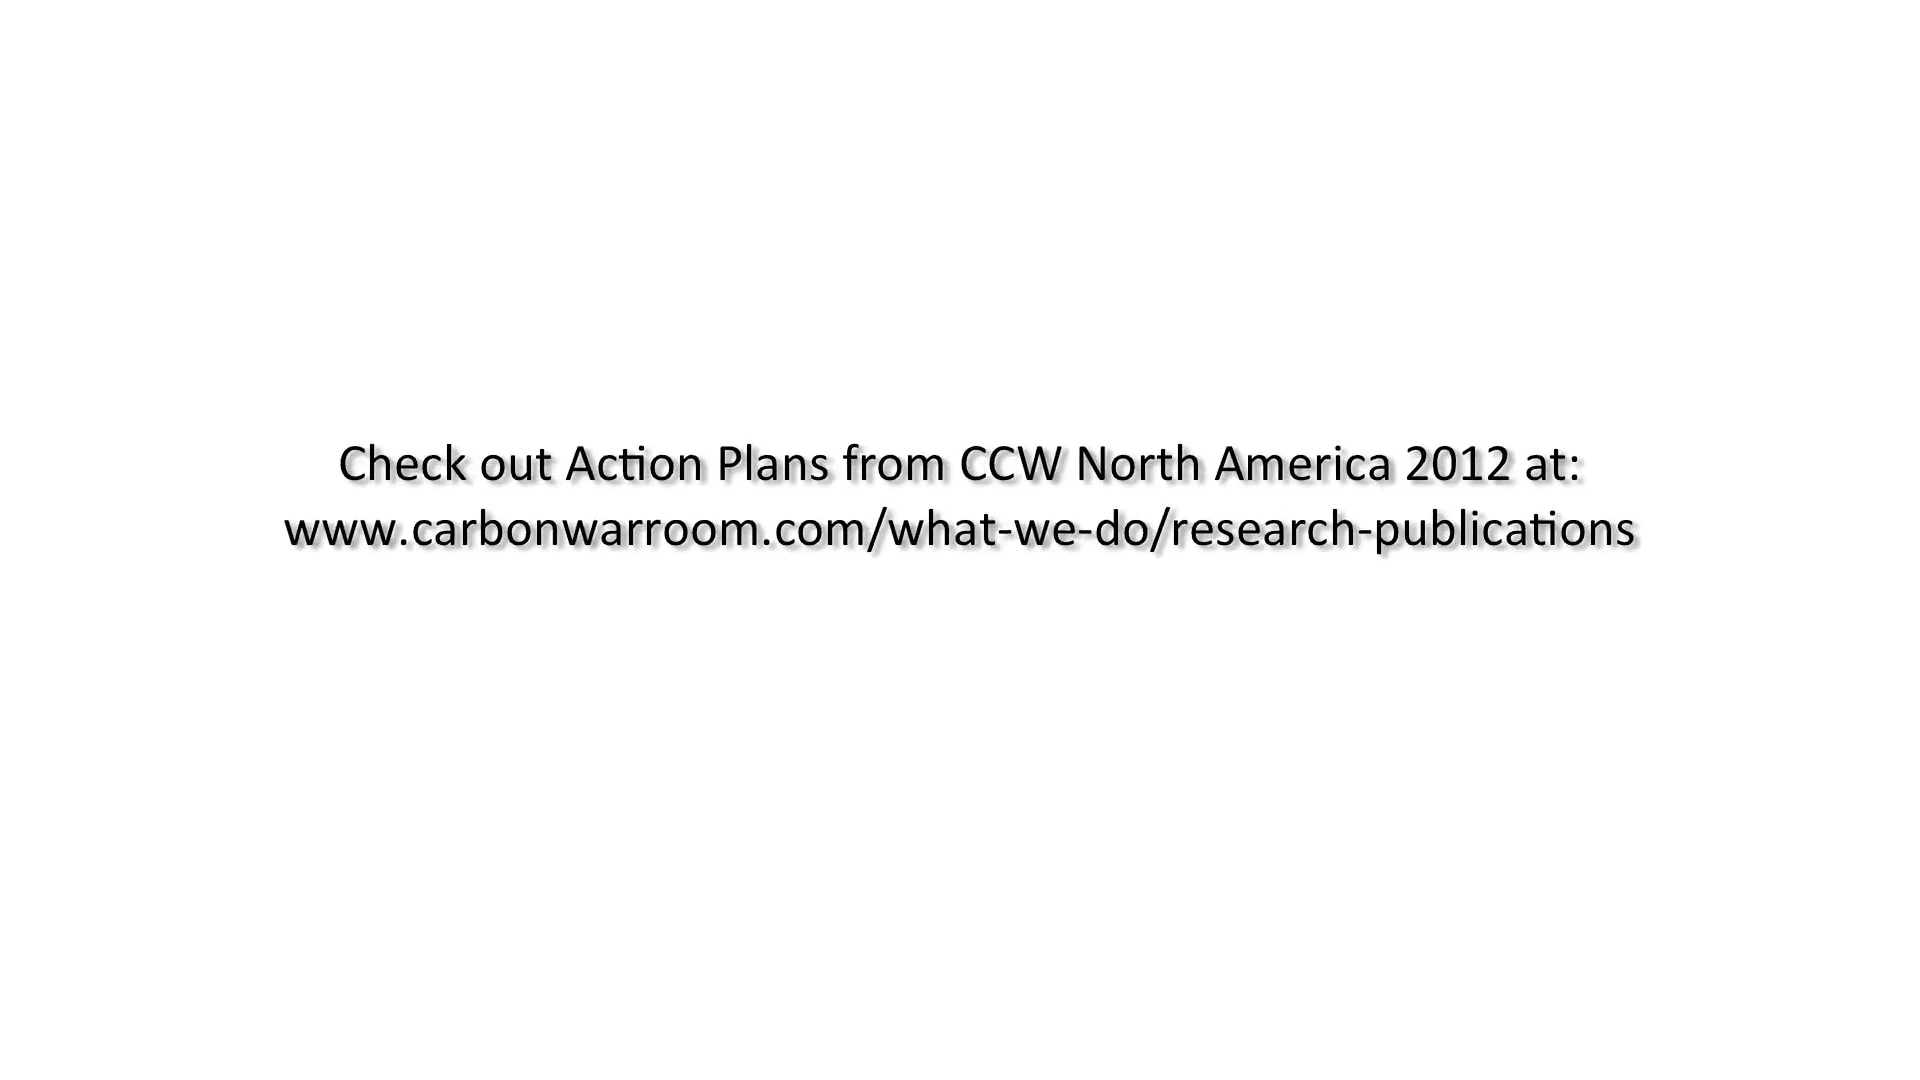 Check out Action Plans from CCW North America 2012 at:
www.carbonwarroom.com/what-we-do/research-publications